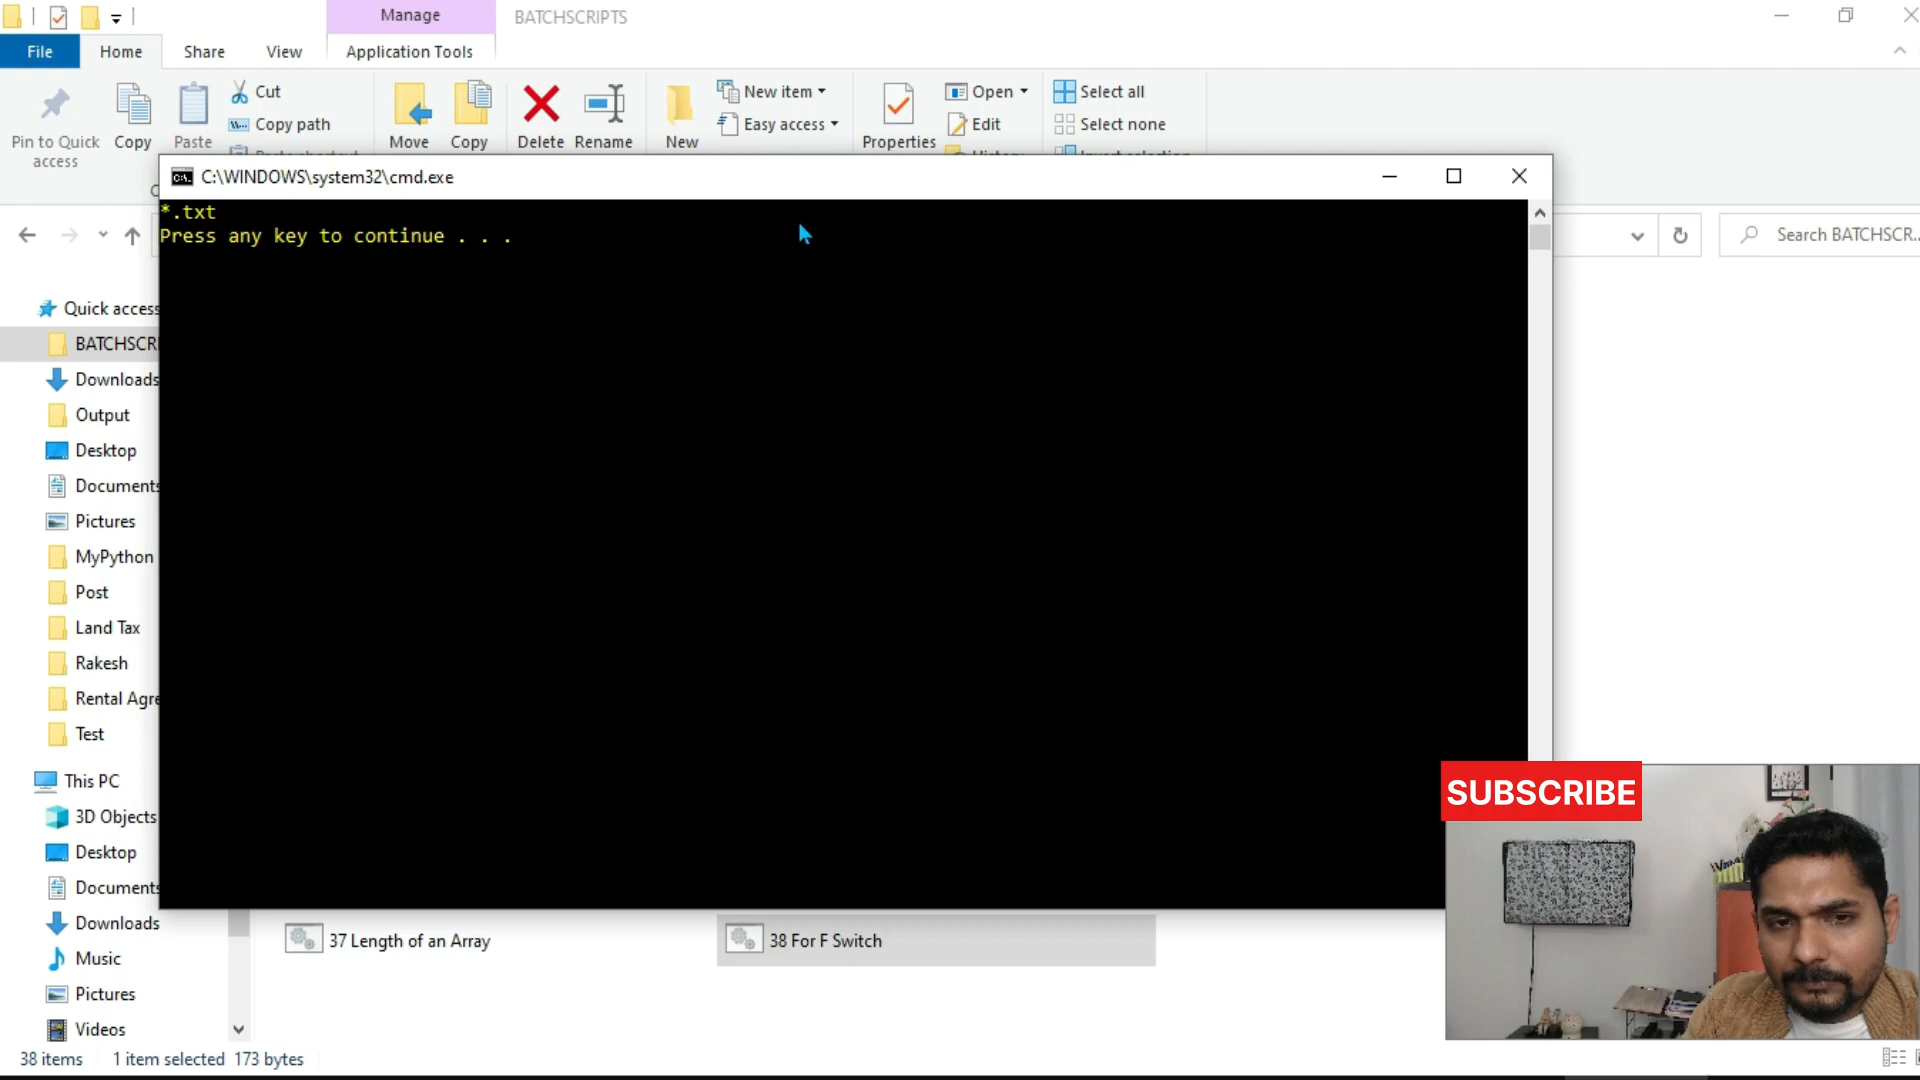 Manage
BATCHSCRIPTS
File
Home
Share
View
Application Tools
Pin to Quick
access
Copy
Paste
Cut
Copy path
Move
Copy
Delete
Rename
New
New item
Easy access
Properties
Open
Edit
Select all
Select none
C:\WINDOWS\system32\cmd.exe
*.txt
Press any key to continue . . .
Search BATCHSCR...
Quick access
BATCHSCRI
Downloads
Output
Desktop
Documents
Pictures
MyPython
Post
Land Tax
Rakesh
Rental Agre
Test
This PC
3D Objects
Desktop
Documents
Downloads
Music
Pictures
Videos
37 Length of an Array
38 For F Switch
SUBSCRIBE
38 items
1 item selected
173 bytes